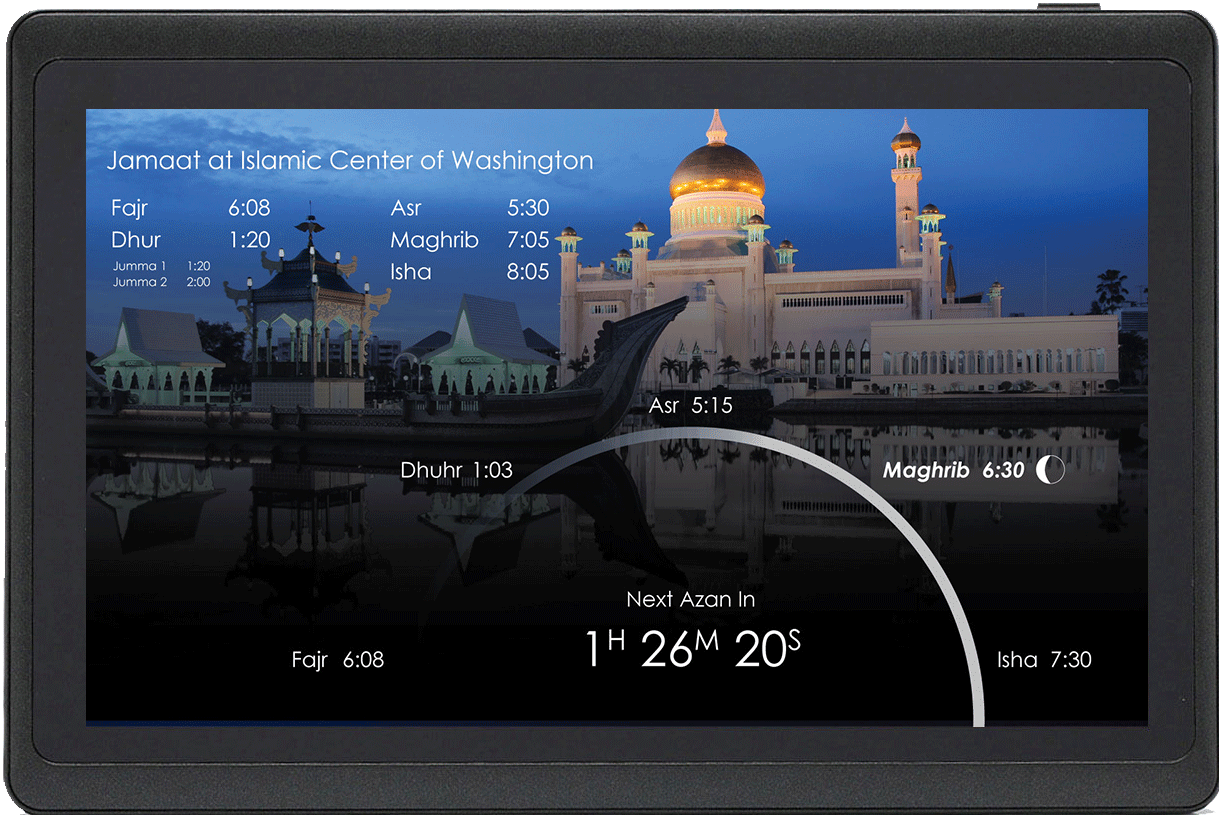 Jamaat at Islamic Center of Washington
Fajr 6:08
Dhur 1:20
Jumma 1 1:20
Jumma 2 2:00
Asr 5:30
Maghrib 7:05
Isha 8:05
Asr 5:15
Dhuhr 1:03
Maghrib 6:30
Next Azan In
1H 26M 20S
Fajr 6:08
Isha 7:30